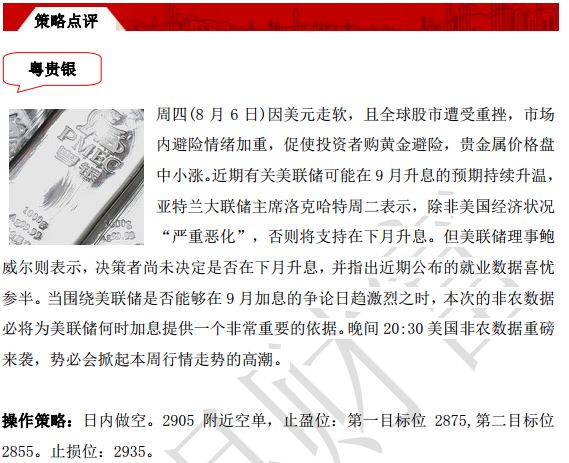 策略点评
粤贵银
周四(8 月 6 日)因美元走软，且全球股市遭受重挫，市场
内避险情绪加重，促使投资者购黄金避险，贵金属价格盘
中小涨。近期有关美联储可能在 9 月升息的预期持续升温，
亚特兰大联储主席洛克哈特周二表示，除非美国经济状况
“严重恶化”，否则将支持在下月升息。但美联储理事鲍
威尔则表示，决策者尚未决定是否在下月升息，并指出近期公布的就业数据喜忧
参半。当围绕美联储是否能够在 9 月加息的争论日趋激烈之时，本次的非农数据
必将为美联储何时加息提供一个非常重要的依据。晚间 20:30 美国非农数据重磅
来袭，势必会掀起本周行情走势的高潮。
操作策略：日内做空。2905 附近空单，止盈位：第一目标位 2875,第二目标位
2855。止损位：2935。
PMEC
1000g
Ag99.99
1000g